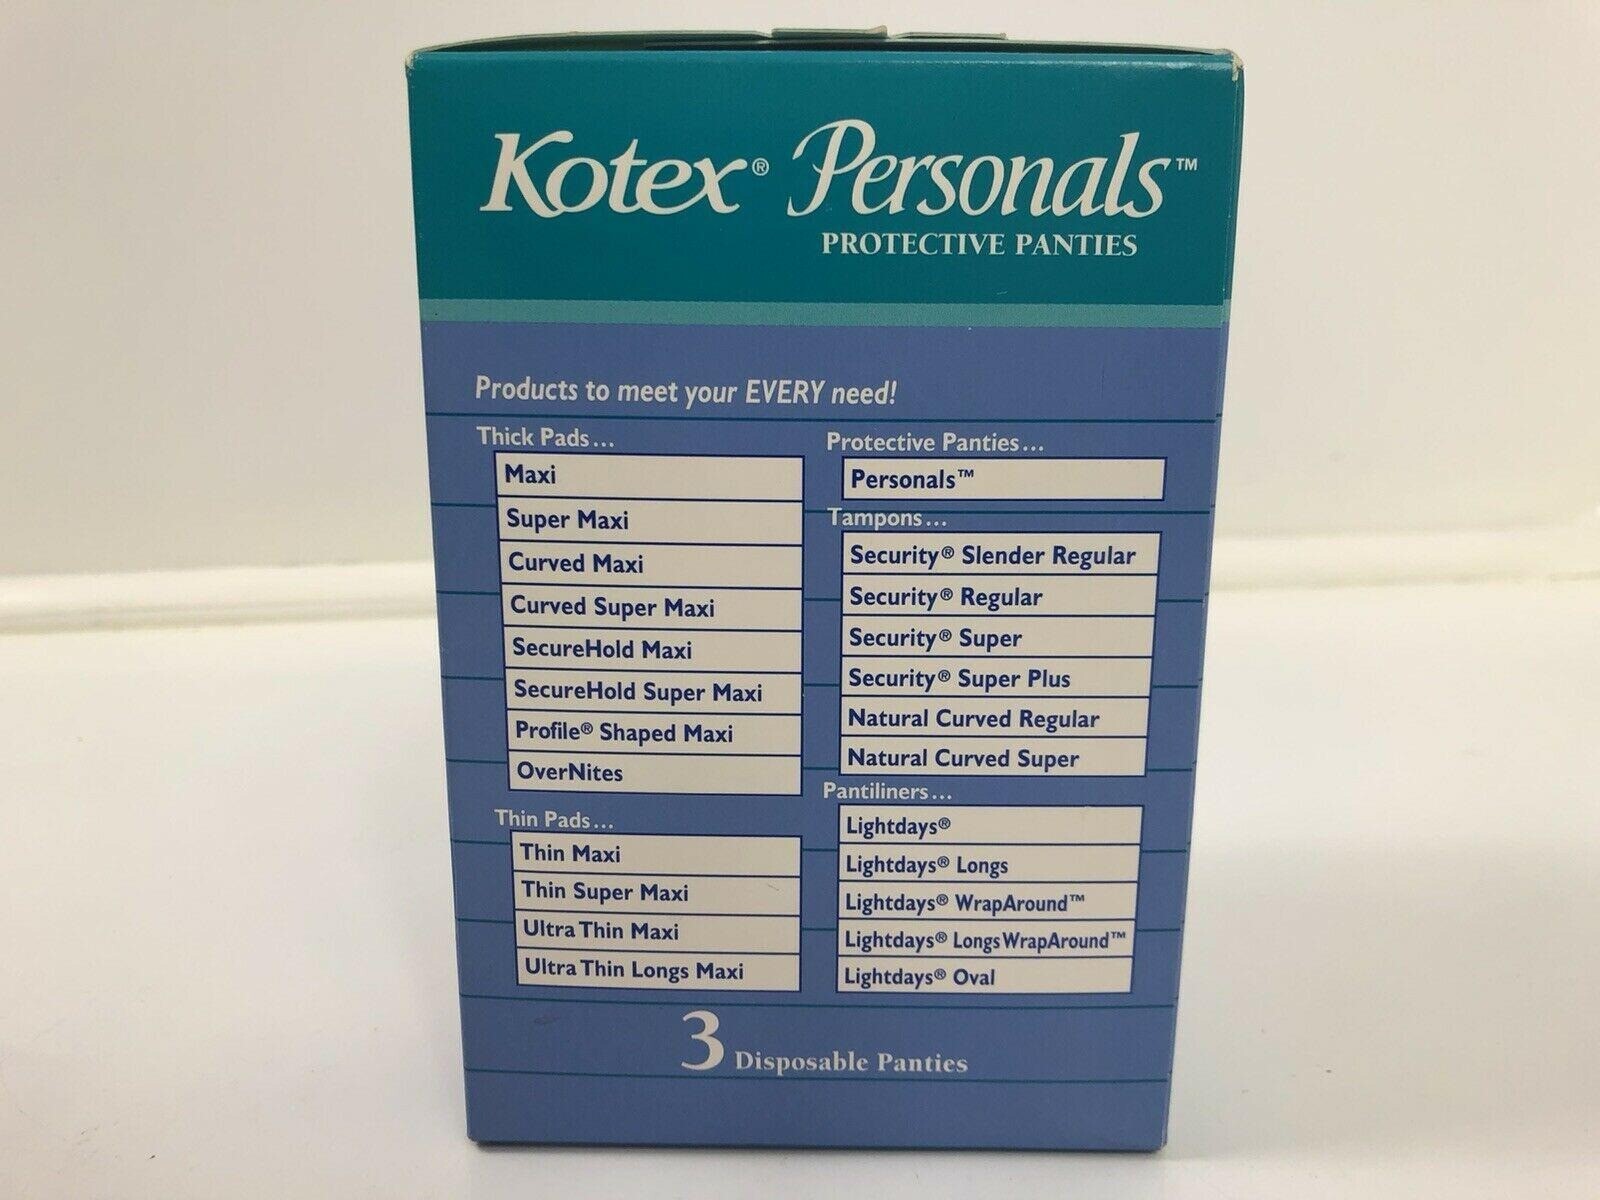 Kotex® Personals™
PROTECTIVE PANTIES
Products to meet your EVERY need!
Thick Pads...
Maxi
Super Maxi
Curved Maxi
Curved Super Maxi
SecureHold Maxi
SecureHold Super Maxi
Profile® Shaped Maxi
OverNites
Thin Pads...
Thin Maxi
Thin Super Maxi
Ultra Thin Maxi
Ultra Thin Longs Maxi
Protective Panties...
Personals™
Tampons...
Security® Slender Regular
Security® Regular
Security® Super
Security® Super Plus
Natural Curved Regular
Natural Curved Super
Pantiliners...
Lightdays®
Lightdays® Longs
Lightdays® WrapAround™
Lightdays® Longs WrapAround™
Lightdays® Oval
3 Disposable Panties